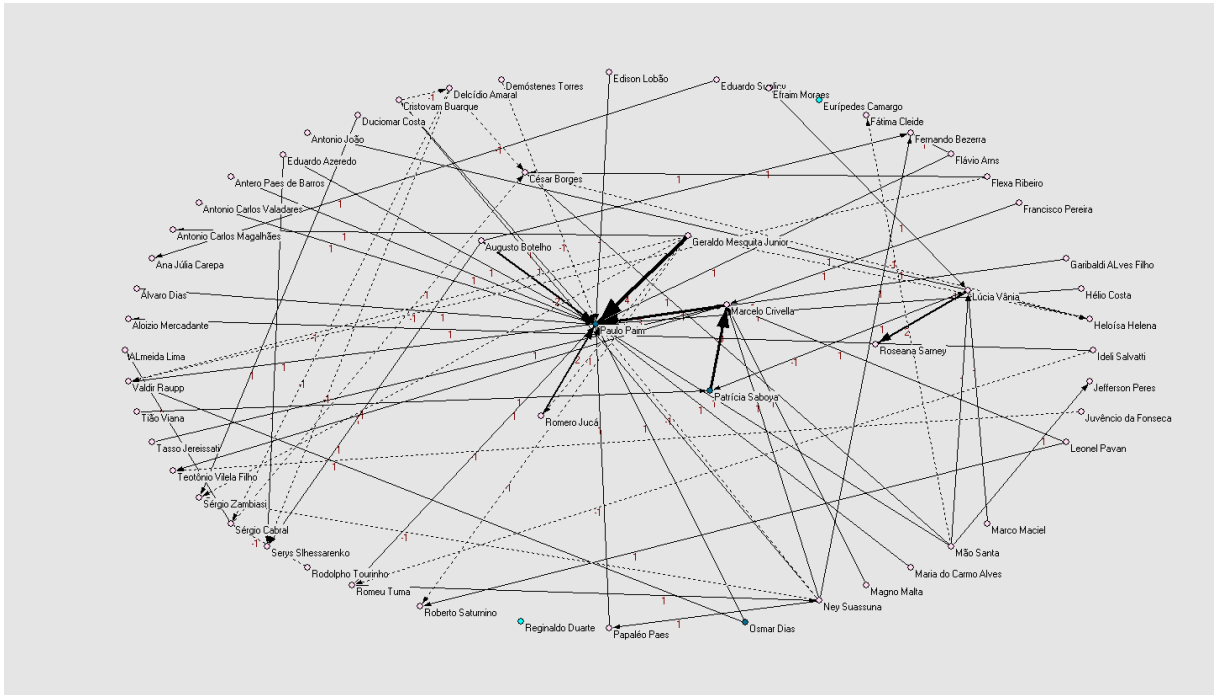 Edison Lobão
Demóstenes Torres
Eduardo Suplicy
Delcídio Amaral
Efraim Moraes
Cristovam Buarque
Eurípedes Camargo
Duciomar Costa
Fátima Cleide
Antonio João
Fernando Bezerra
Eduardo Azeredo
Flávio Arns
Antero Paes de Barros
César Borges
Flexa Ribeiro
Antonio Carlos Valadares
Francisco Pereira
Antonio Carlos Magalhães
Geraldo Mesquita Junior
Augusto Botelho
Ana Júlia Carepa
Garibaldi ALves Filho
Álvaro Dias
Lúcia Vânia
Hélio Costa
Marcelo Crivella
Aloizio Mercadante
Paulo Paim
Heloísa Helena
Roseana Sarney
ALmeida Lima
Ideli Salvatti
Valdir Raupp
Jefferson Peres
Patrícia Saboya
Tião Viana
Romero Jucá
Juvêncio da Fonseca
Tasso Jereissati
Leonel Pavan
Teotônio Vilela Filho
Sérgio Zambiasi
Sérgio Cabral
Marco Maciel
Serys Slhessarenko
Mão Santa
Rodolpho Tourinho
Maria do Carmo Alves
Romeu Tuma
Magno Malta
Roberto Saturnino
Ney Suassuna
Reginaldo Duarte
Papaléo Paes
Osmar Dias